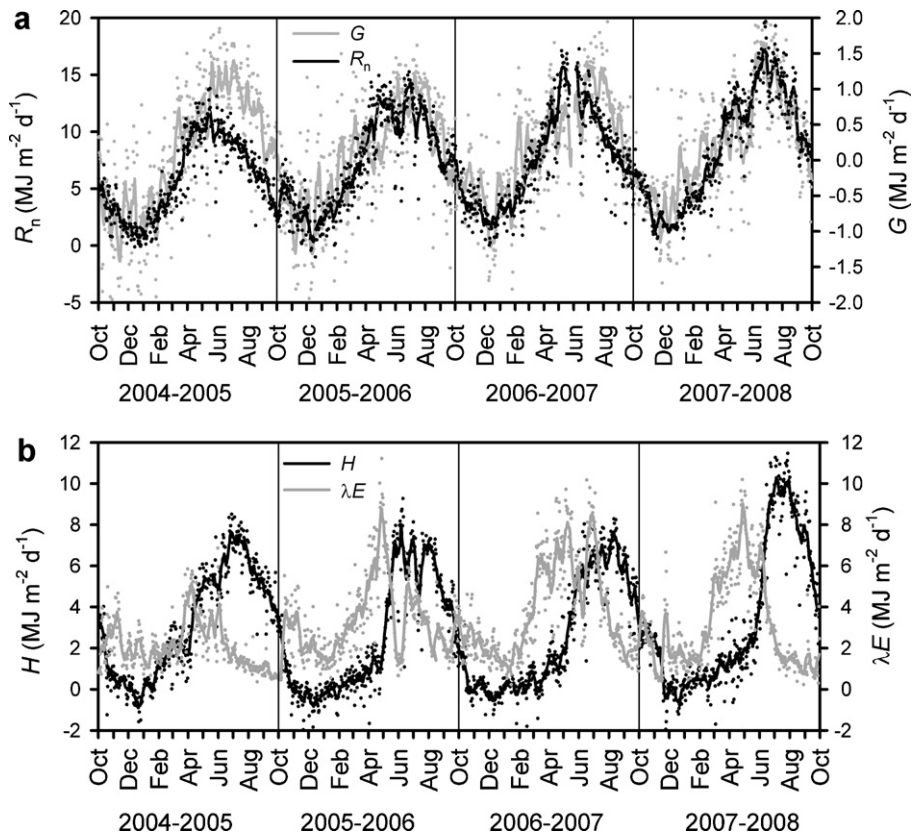 a
20
15
10
5
0
-5
R_n (MJ m⁻² d⁻¹)
G
R_n
2.0
1.5
1.0
0.5
0.0
-0.5
-1.0
-1.5
2.0
G (MJ m⁻² d⁻¹)
Oct Dec Feb Apr Jun Aug Oct Dec Feb Apr Jun Aug Oct Dec Feb Apr Jun Aug Oct Dec Feb Apr Jun Aug Oct
2004-2005 2005-2006 2006-2007 2007-2008
b
12
10
8
6
4
2
0
-2
H (MJ m⁻² d⁻¹)
H
λE
12
10
8
6
4
2
0
-2
λE (MJ m⁻² d⁻¹)
Oct Dec Feb Apr Jun Aug Oct Dec Feb Apr Jun Aug Oct Dec Feb Apr Jun Aug Oct Dec Feb Apr Jun Aug Oct
2004-2005 2005-2006 2006-2007 2007-2008